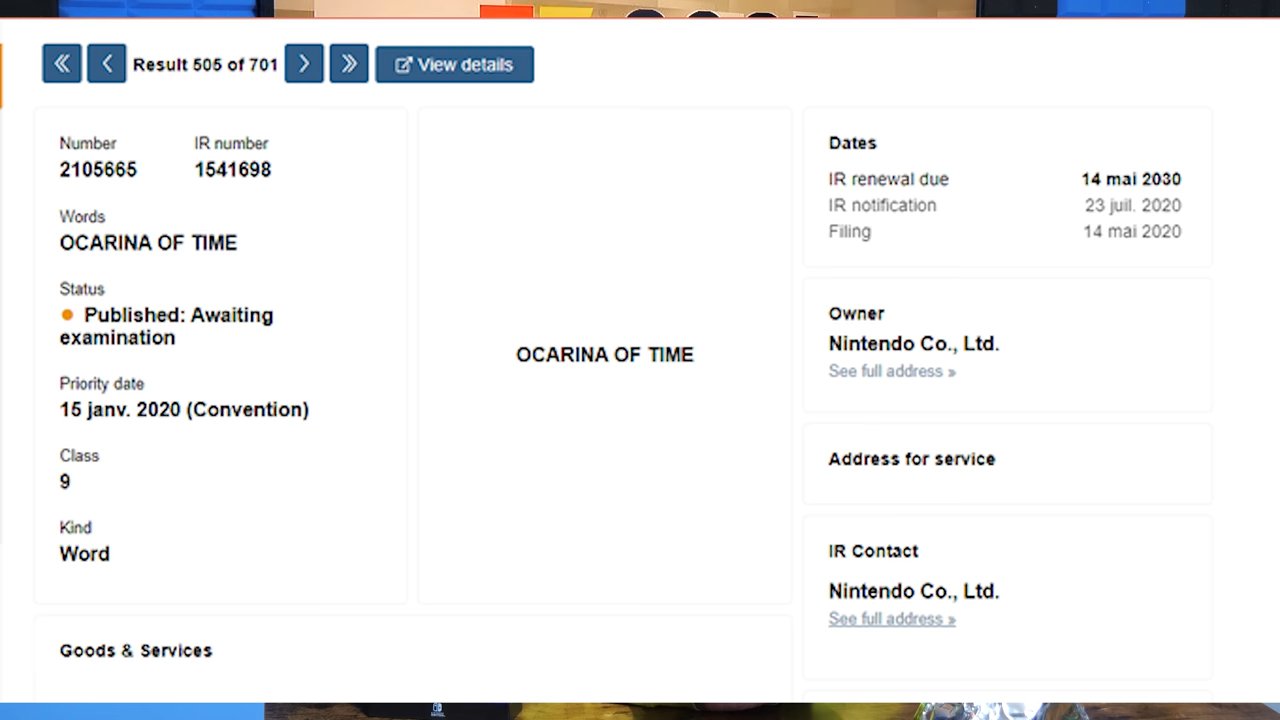 Result 505 of 701
View details
Number
IR number
2105665
1541698
Words
OCARINA OF TIME
Status
Published: Awaiting
examination
Priority date
15 janv. 2020 (Convention)
Class
9
Kind
Word
Goods & Services
OCARINA OF TIME
Dates
IR renewal due
14 mai 2030
IR notification
23 juil. 2020
Filing
14 mai 2020
Owner
Nintendo Co., Ltd.
See full address »
Address for service
IR Contact
Nintendo Co., Ltd.
See full address »